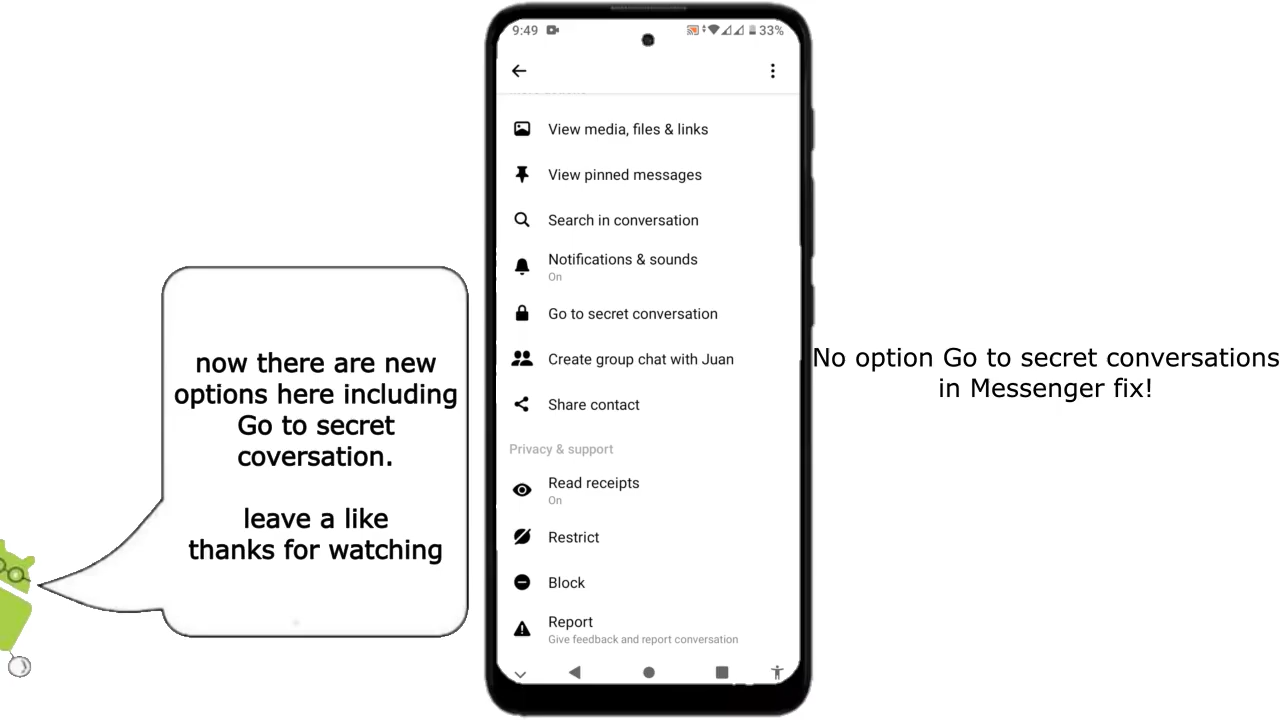 9:49
33%
View media, files & links
View pinned messages
Search in conversation
Notifications & sounds
On
Go to secret conversation
Create group chat with Juan
Share contact
Privacy & support
Read receipts
On
Restrict
Block
Report
Give feedback and report conversation
now there are new
options here including
Go to secret
coversation.
leave a like
thanks for watching
No option Go to secret conversations
in Messenger fix!